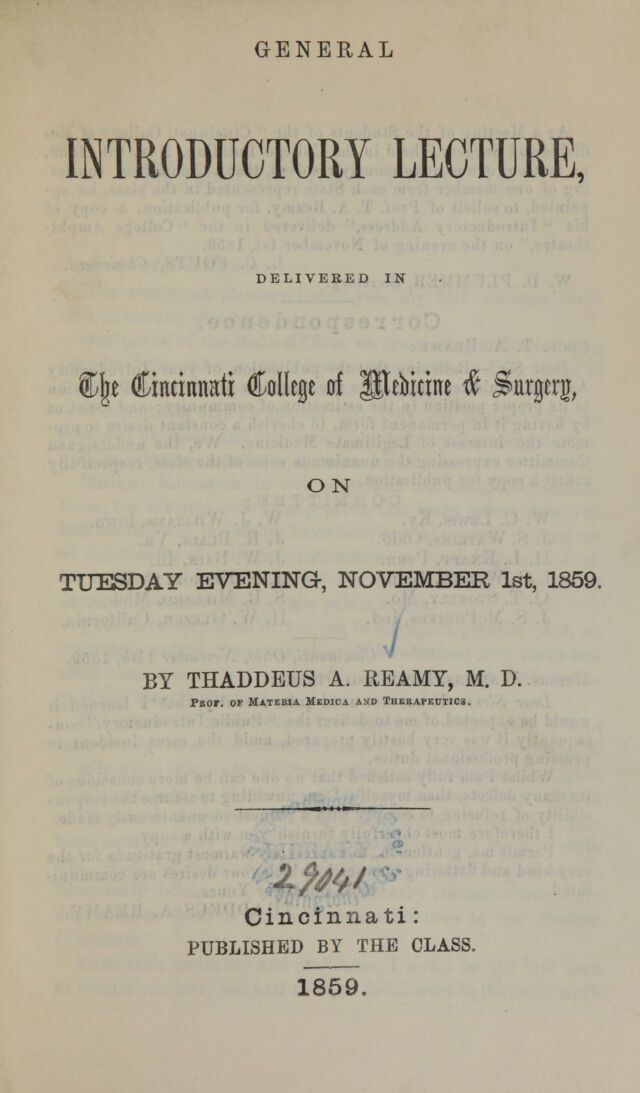 GENERAL
INTRODUCTORY LECTURE,
DELIVERED IN
The Cincinnati College of Medicine & Surgery,
ON
TUESDAY EVENING, NOVEMBER 1st, 1859.
BY THADDEUS A. REAMY, M. D.
PROF. OF MATERIA MEDICA AND THERAPEUTICS.
29041
Cincinnati:
PUBLISHED BY THE CLASS.
1859.